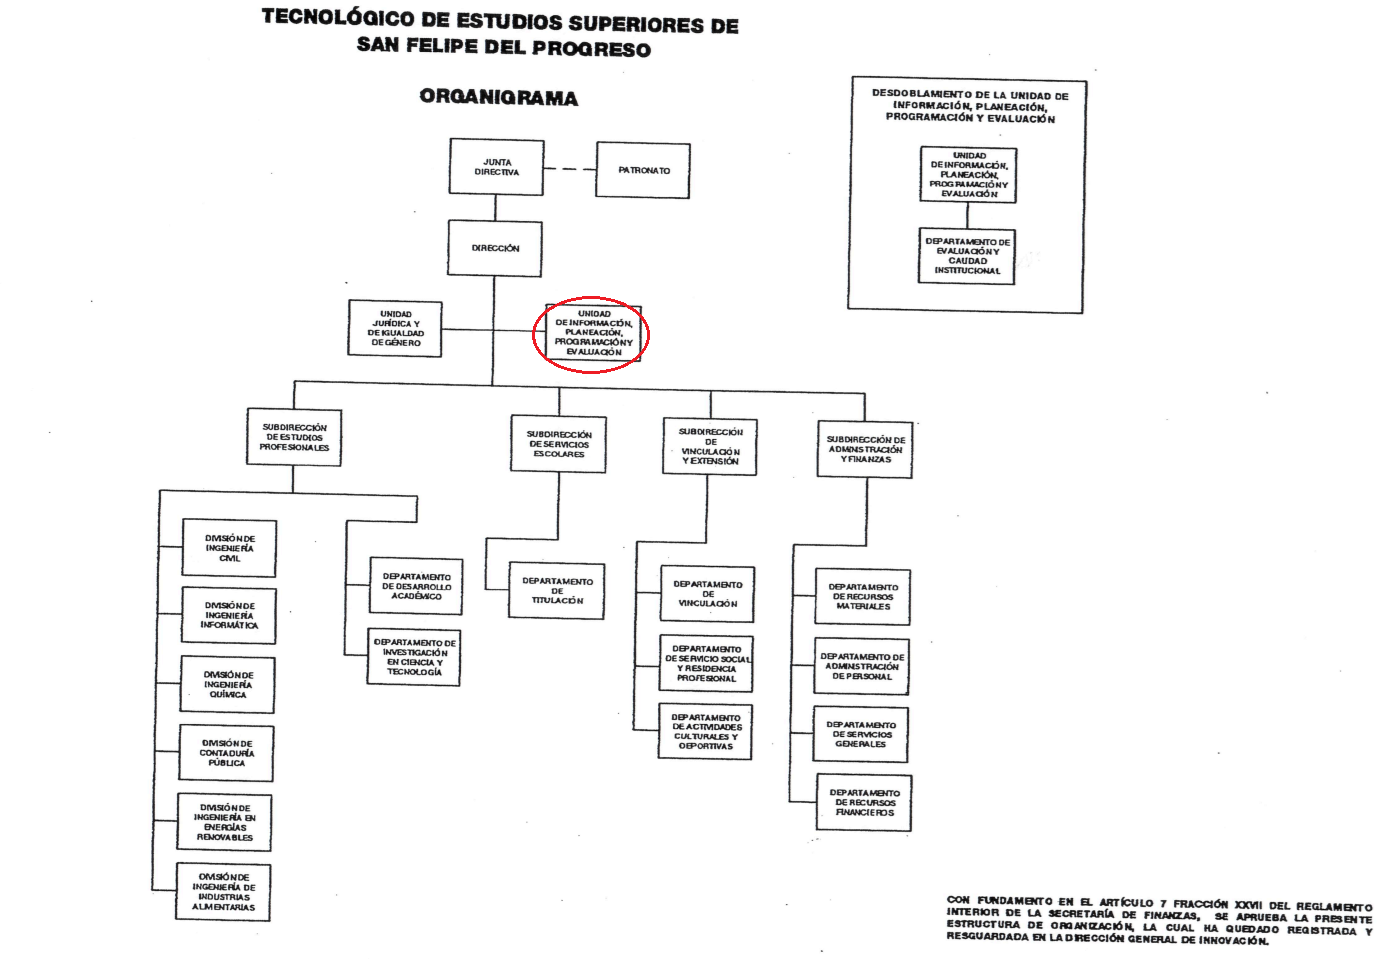 TECNOLÓGICO DE ESTUDIOS SUPERIORES DE
SAN FELIPE DEL PROGRESO
ORGANIGRAMA
DESDOBLAMIENTO DE LA UNIDAD DE
INFORMACIÓN, PLANEACIÓN,
PROGRAMACIÓN Y EVALUACIÓN
UNIDAD
DE INFORMACIÓN,
PLANEACIÓN,
PROGRAMACIÓN Y
EVALUACIÓN
DEPARTAMENTO DE
EVALUACIÓN Y
CALIDAD
INSTITUCIONAL
JUNTA
DIRECTIVA
PATRONATO
DIRECCIÓN
UNIDAD
JURÍDICA Y
DE IGUALDAD
DE GÉNERO
UNIDAD
DE INFORMACIÓN,
PLANEACIÓN,
PROGRAMACIÓN Y
EVALUACIÓN
SUBDIRECCIÓN
DE ESTUDIOS
PROFESIONALES
SUBDIRECCIÓN
DE SERVICIOS
ESCOLARES
SUBDIRECCIÓN
DE
VINCULACIÓN
Y EXTENSIÓN
SUBDIRECCIÓN DE
ADMINISTRACIÓN
Y FINANZAS
DIVISIÓN DE
INGENIERÍA
CIVIL
DIVISIÓN DE
INGENIERÍA
INFORMÁTICA
DIVISIÓN DE
INGENIERÍA
QUÍMICA
DIVISIÓN DE
CONTADURÍA
PÚBLICA
DIVISIÓN DE
INGENIERÍA EN
ENERGÍAS
RENOVABLES
DIVISIÓN DE
INGENIERÍA DE
INDUSTRIAS
ALIMENTARIAS
DEPARTAMENTO
DE DESARROLLO
ACADÉMICO
DEPARTAMENTO DE
INVESTIGACIÓN
EN CIENCIA Y
TECNOLOGÍA
DEPARTAMENTO
DE
TITULACIÓN
DEPARTAMENTO
DE
VINCULACIÓN
DEPARTAMENTO
DE SERVICIO SOCIAL
Y RESIDENCIA
PROFESIONAL
DEPARTAMENTO
DE ACTIVIDADES
CULTURALES Y
DEPORTIVAS
DEPARTAMENTO
DE RECURSOS
MATERIALES
DEPARTAMENTO DE
ADMINISTRACIÓN
DE PERSONAL
DEPARTAMENTO
DE SERVICIOS
GENERALES
DEPARTAMENTO
DE RECURSOS
FINANCIEROS
CON FUNDAMENTO EN EL ARTÍCULO 7 FRACCIÓN XXVII DEL REGLAMENTO
INTERIOR DE LA SECRETARÍA DE FINANZAS, SE APRUEBA LA PRESENTE
ESTRUCTURA DE ORGANIZACIÓN, LA CUAL HA QUEDADO REGISTRADA Y
RESGUARDADA EN LA DIRECCIÓN GENERAL DE INNOVACIÓN.